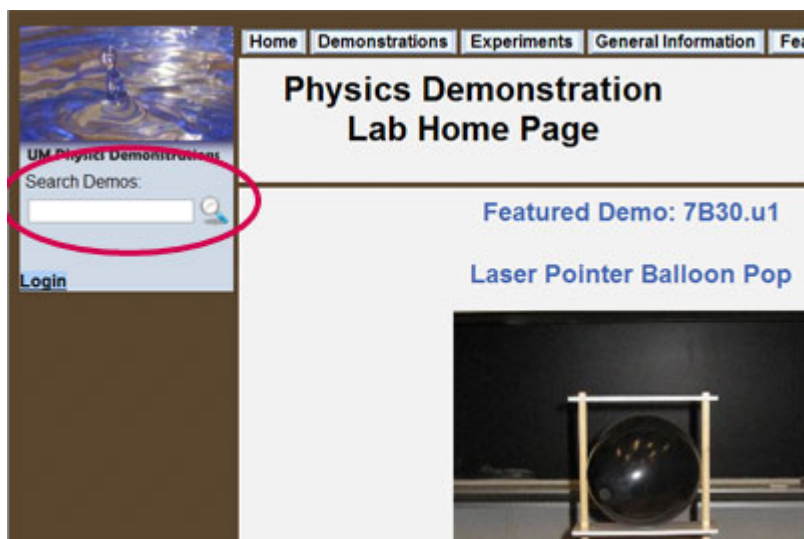 Home Demonstrations Experiments General Information
Physics Demonstration
Lab Home Page
UM Physics Demonstrations
Search Demos:
Login
Featured Demo: 7B30.u1
Laser Pointer Balloon Pop